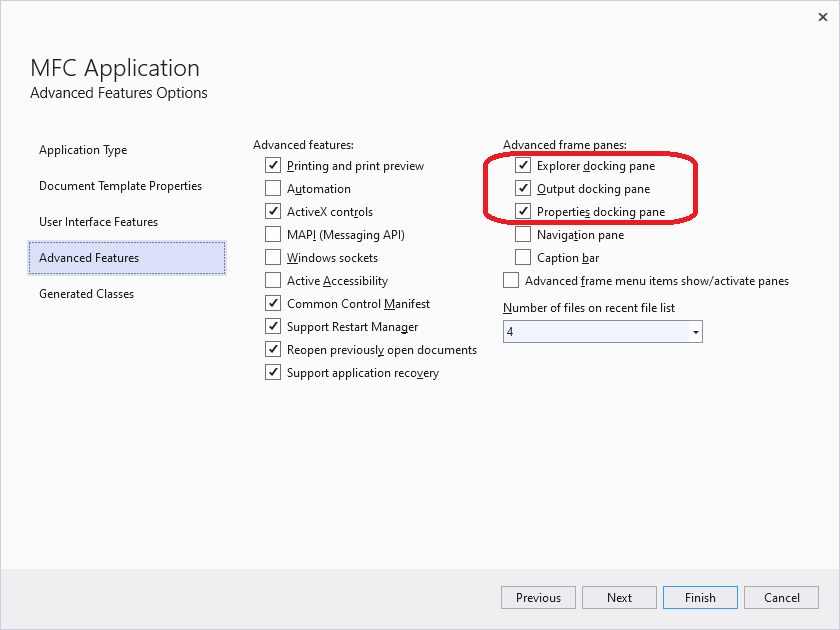 MFC Application
Advanced Features Options
Application Type
Document Template Properties
User Interface Features
Advanced Features
Generated Classes
Advanced features:
Printing and print preview
Automation
ActiveX controls
MAPI (Messaging API)
Windows sockets
Active Accessibility
Common Control Manifest
Support Restart Manager
Reopen previously open documents
Support application recovery
Advanced frame panes:
Explorer docking pane
Output docking pane
Properties docking pane
Navigation pane
Caption bar
Advanced frame menu items show/activate panes
Number of files on recent file list
4
Previous
Next
Finish
Cancel